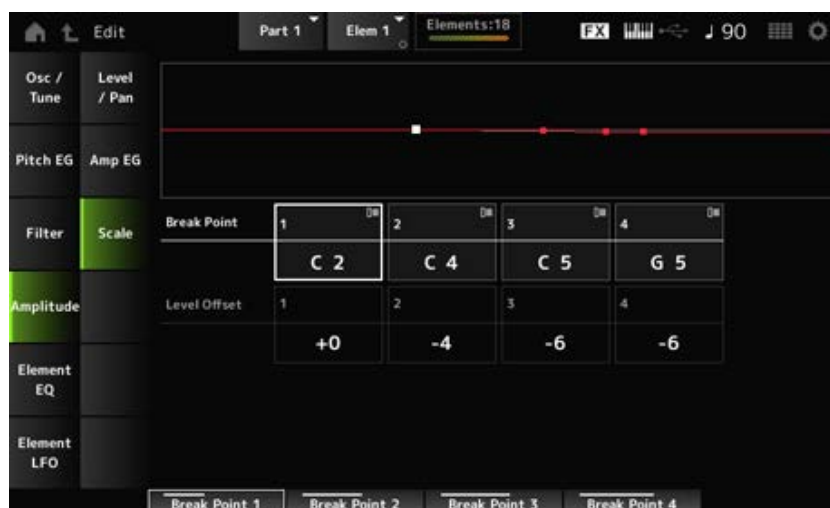 Edit
Part 1
Elem 1
Elements:18
FX
♩ 90
Osc / Tune
Level / Pan
Pitch EG
Amp EG
Filter
Scale
Amplitude
Element EQ
Element LFO
Break Point
1
2
3
4
C 2
C 4
C 5
G 5
Level Offset
1
2
3
4
+0
-4
-6
-6
Break Point 1
Break Point 2
Break Point 3
Break Point 4